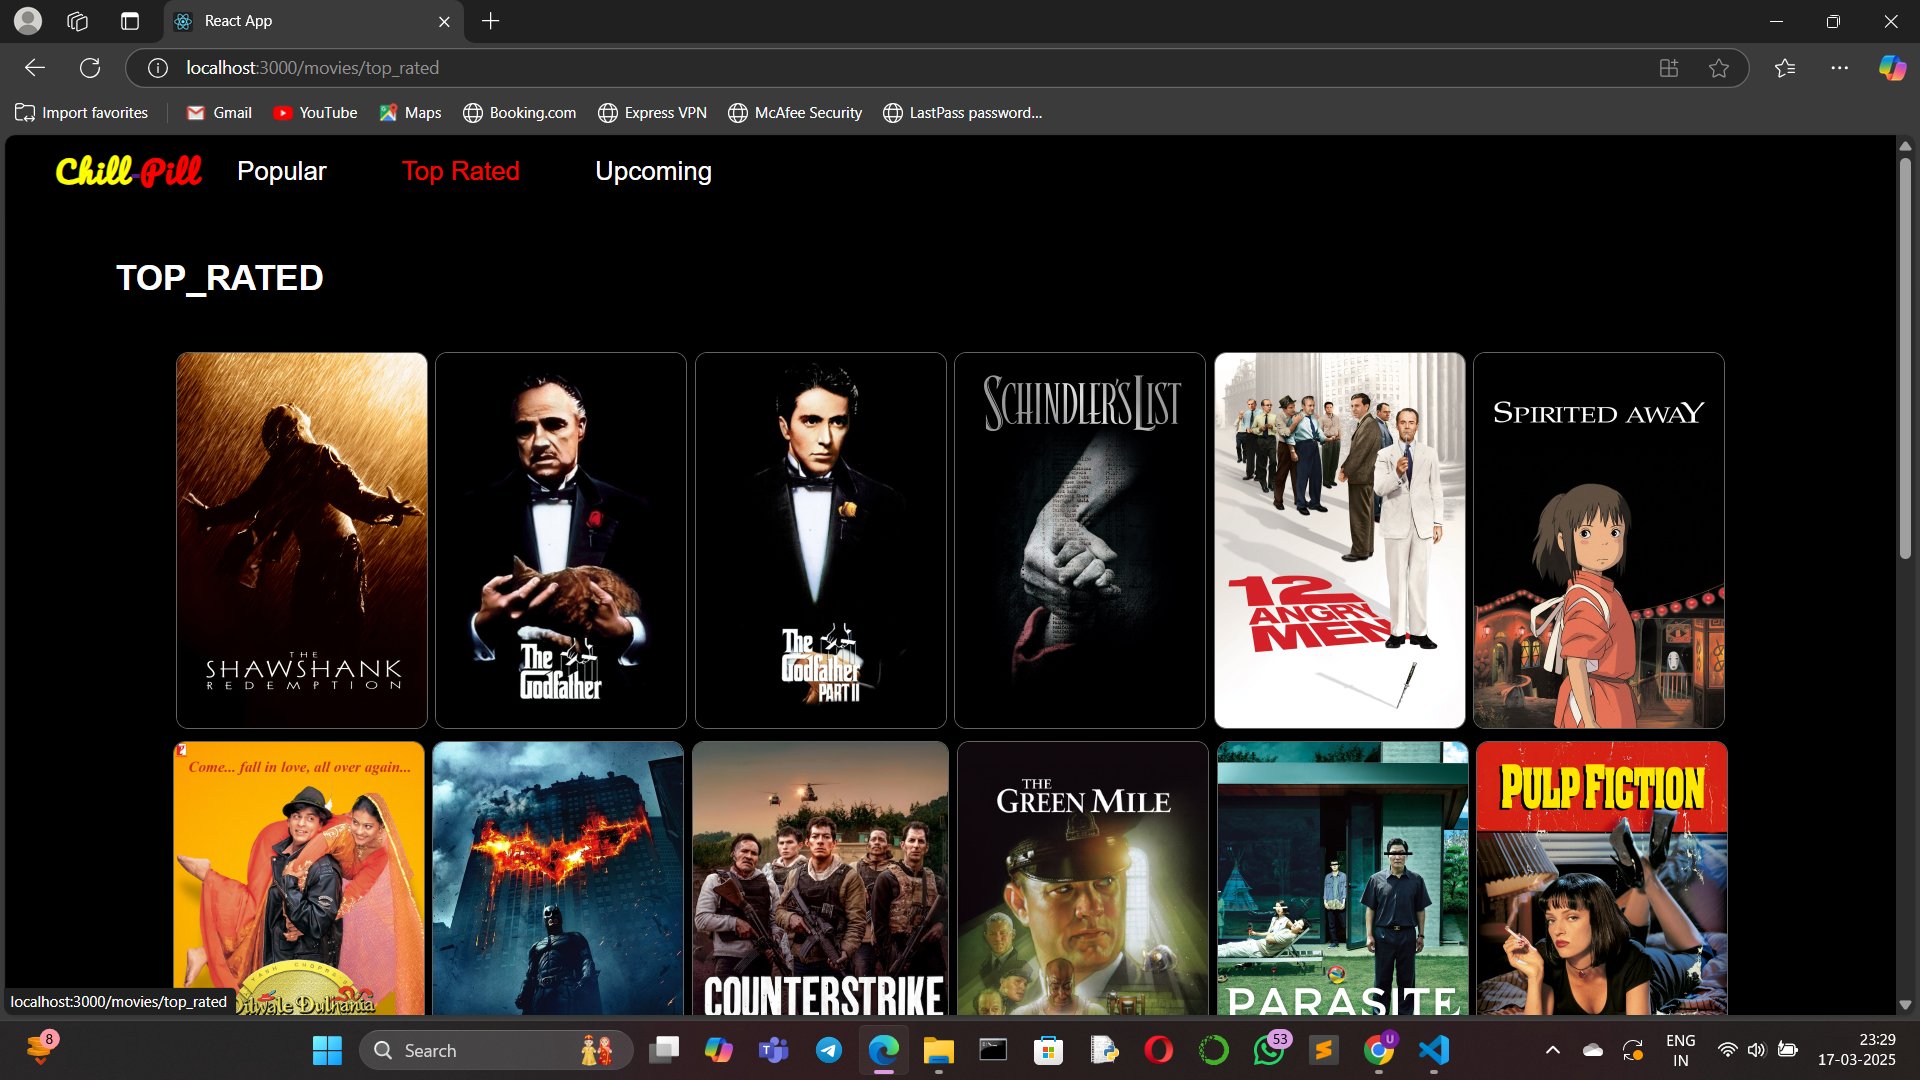 React App
localhost:3000/movies/top_rated
Import favorites
Gmail
YouTube
Maps
Booking.com
Express VPN
McAfee Security
LastPass password...
Chill-Pill
Popular
Top Rated
Upcoming
TOP_RATED
THE
SHAWSHANK
REDEMPTION
The
Godfather
The
Godfather
PART II
SCHINDLER'S LIST
12
ANGRY
MEN
SPIRITED AWAY
Come... fall in love, all over again...
YASH CHOPRA
Dilwale Dulhania
COUNTERSTRIKE
THE
GREEN MILE
PARASITE
PULP FICTION
localhost:3000/movies/top_rated
8
Search
53
U
ENG
IN
23:29
17-03-2025